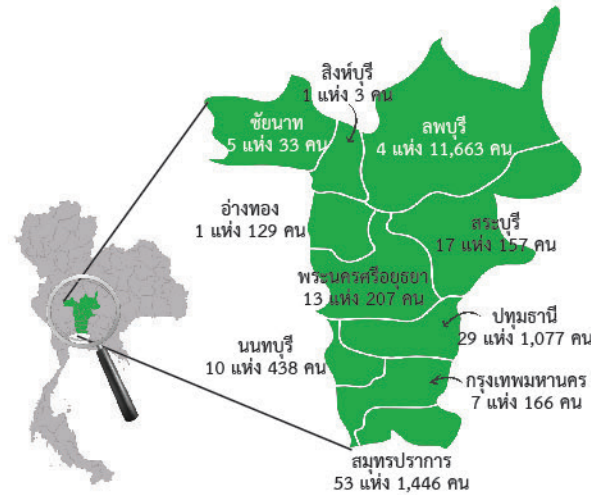 สิงห์บุรี
1 แห่ง 3 คน
ชัยนาท
5 แห่ง 33 คน
ลพบุรี
4 แห่ง 11,663 คน
อ่างทอง
1 แห่ง 129 คน
สระบุรี
17 แห่ง 157 คน
พระนครศรีอยุธยา
13 แห่ง 207 คน
ปทุมธานี
29 แห่ง 1,077 คน
นนทบุรี
10 แห่ง 438 คน
กรุงเทพมหานคร
7 แห่ง 166 คน
สมุทรปราการ
53 แห่ง 1,446 คน